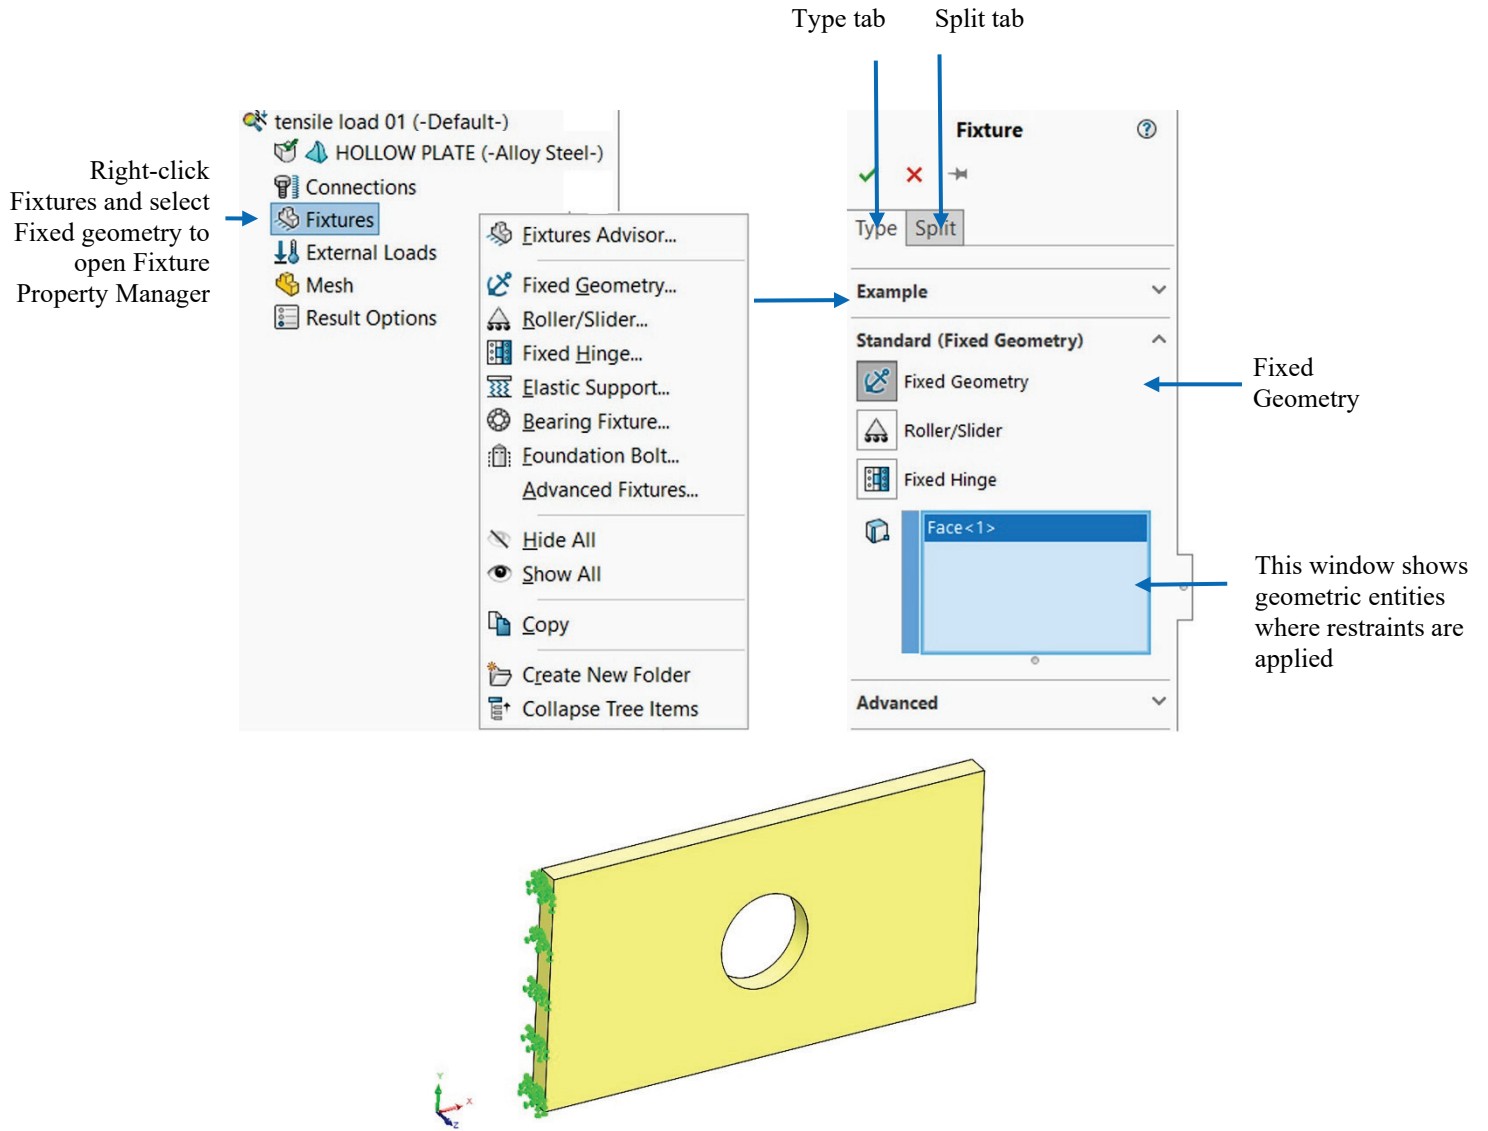 Type tab
Split tab
Right-click
Fixtures and select
Fixed geometry to
open Fixture
Property Manager
tensile load 01 (-Default-)
HOLLOW PLATE (-Alloy Steel-)
Connections
Fixtures
External Loads
Mesh
Result Options
Fixtures Advisor...
Fixed Geometry...
Roller/Slider...
Fixed Hinge...
Elastic Support...
Bearing Fixture...
Foundation Bolt...
Advanced Fixtures...
Hide All
Show All
Copy
Create New Folder
Collapse Tree Items
Fixture
?
Type
Split
Example
Standard (Fixed Geometry)
Fixed Geometry
Roller/Slider
Fixed Hinge
Face<1>
Advanced
Fixed
Geometry
This window shows
geometric entities
where restraints are
applied
Y
X
Z